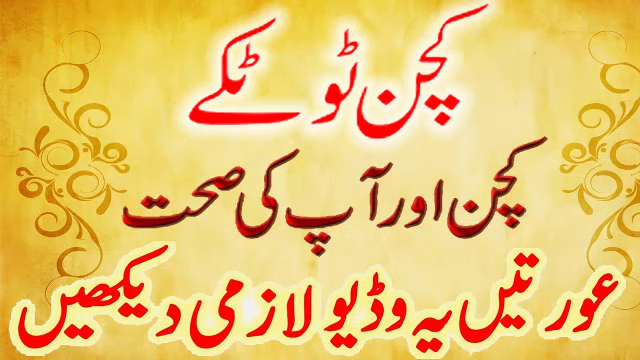 کچن ٹوٹکے
کچن اور آپ کی صحت
عورتیں یہ وڈیو لازمی دیکھیں